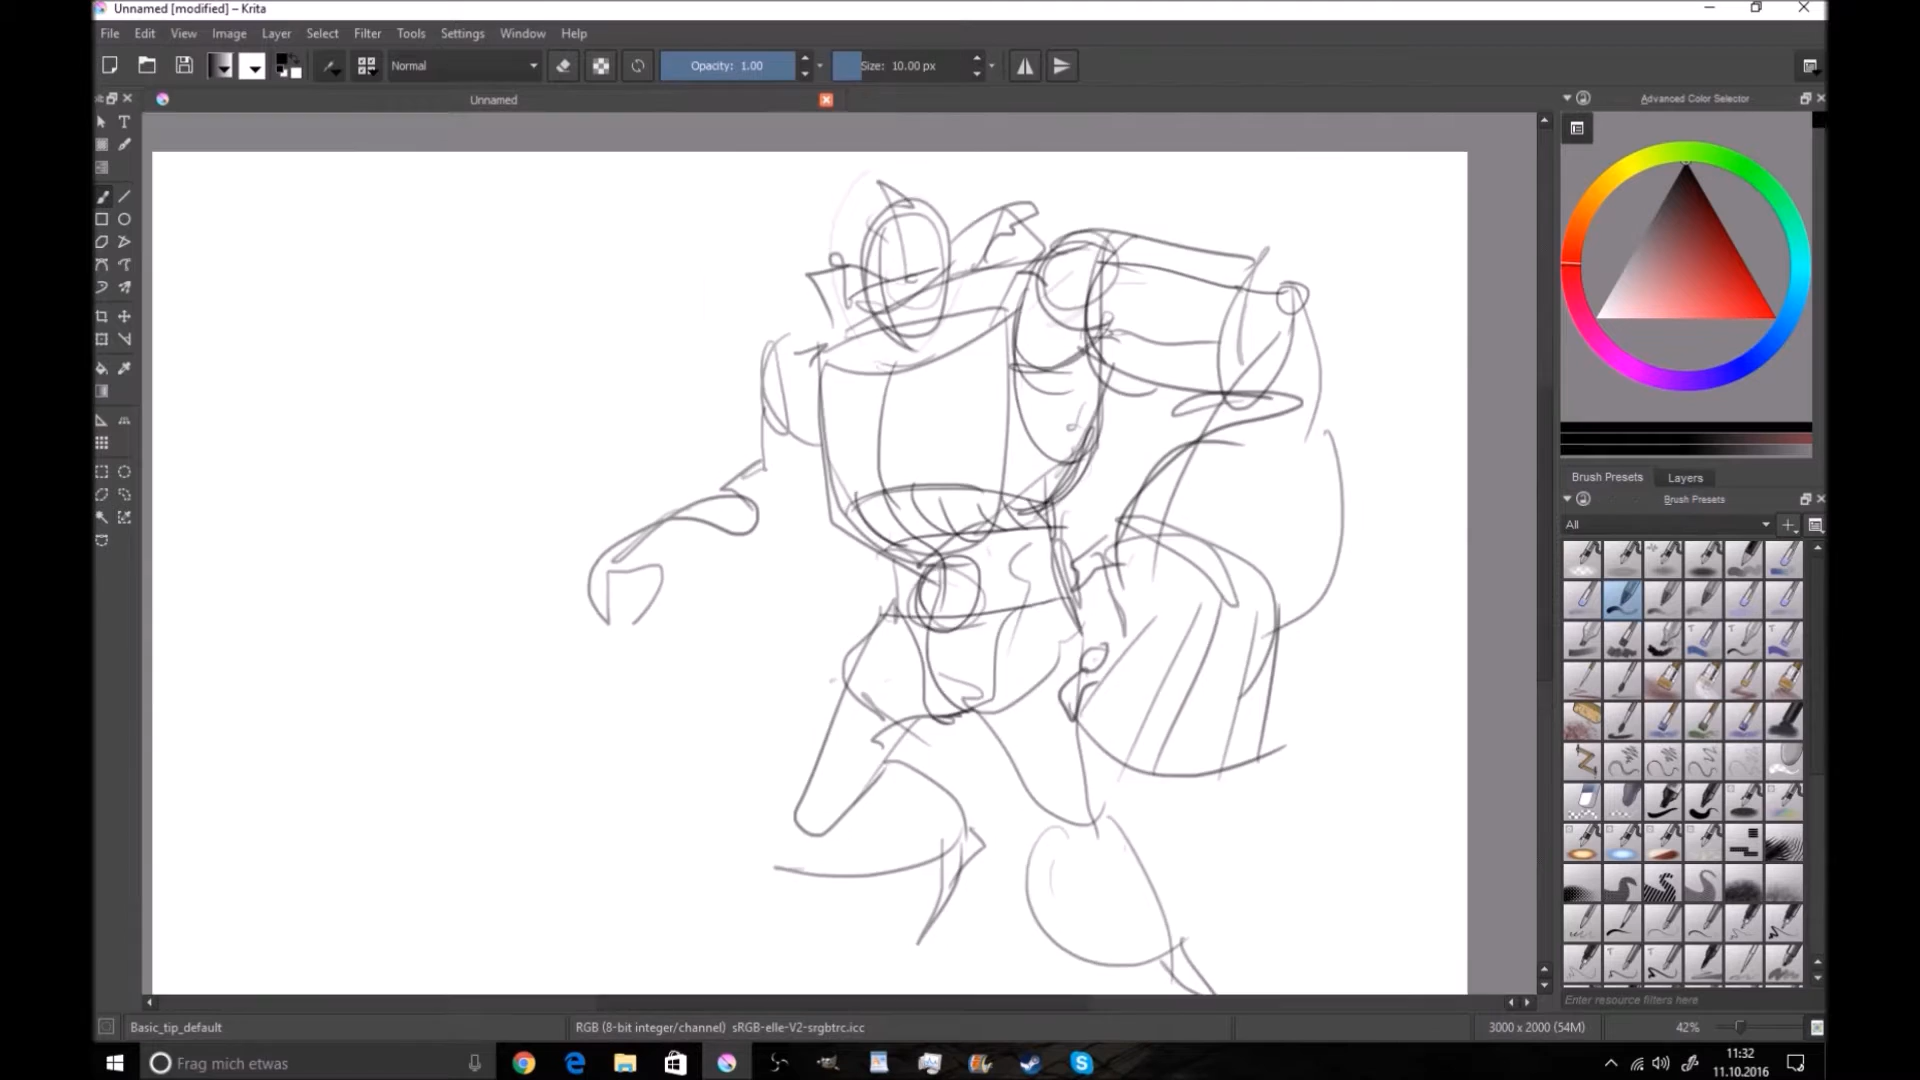 Unnamed [modified] – Krita
File Edit View Image Layer Select Filter Tools Settings Window Help
Normal Opacity: 1.00 Size: 10.00 px
Unnamed
Advanced Color Selector
Brush Presets Layers
Brush Presets
All
Enter resource filters here
Basic_tip_default RGB (8-bit integer/channel) sRGB-elle-V2-srgbtrc.icc 3000 x 2000 (54M) 42%
Frag mich etwas
11:32
11.10.2016